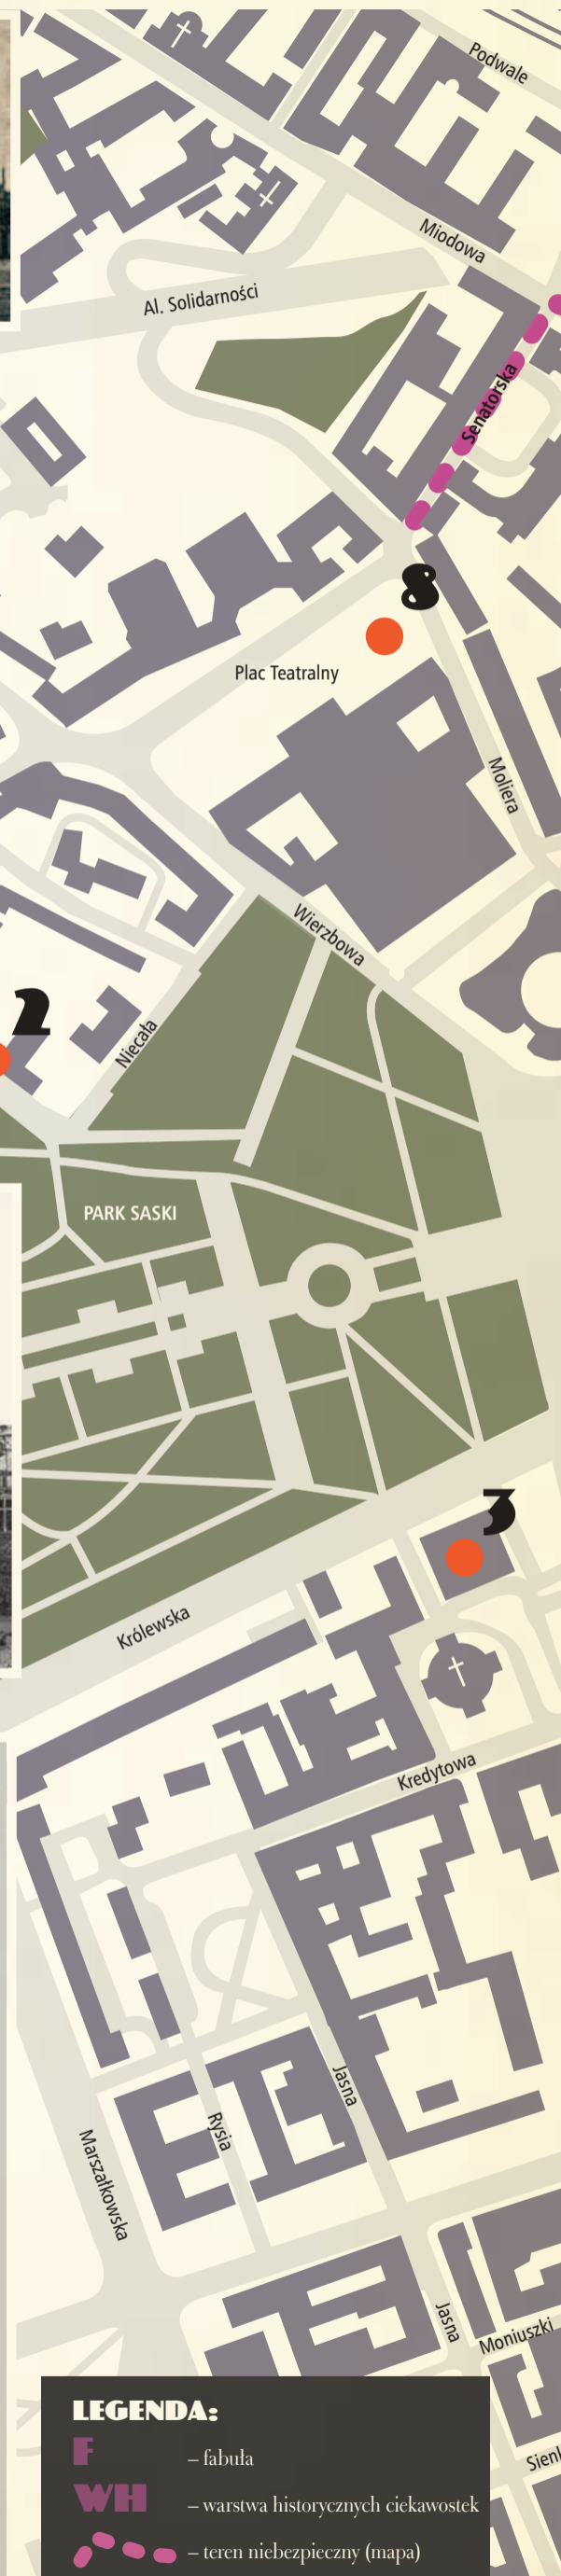 Podwale
Miodowa
Al. Solidarności
Senatorska
8
Plac Teatralny
Moliera
Wierzbowa
2
Niecała
PARK SASKI
3
Królewska
Kredytowa
Jasna
Rysia
Marszałkowska
Jasna
Moniuszki
Sienk
LEGENDA:
F – fabuła
WH – warstwa historycznych ciekawostek
– teren niebezpieczny (mapa)